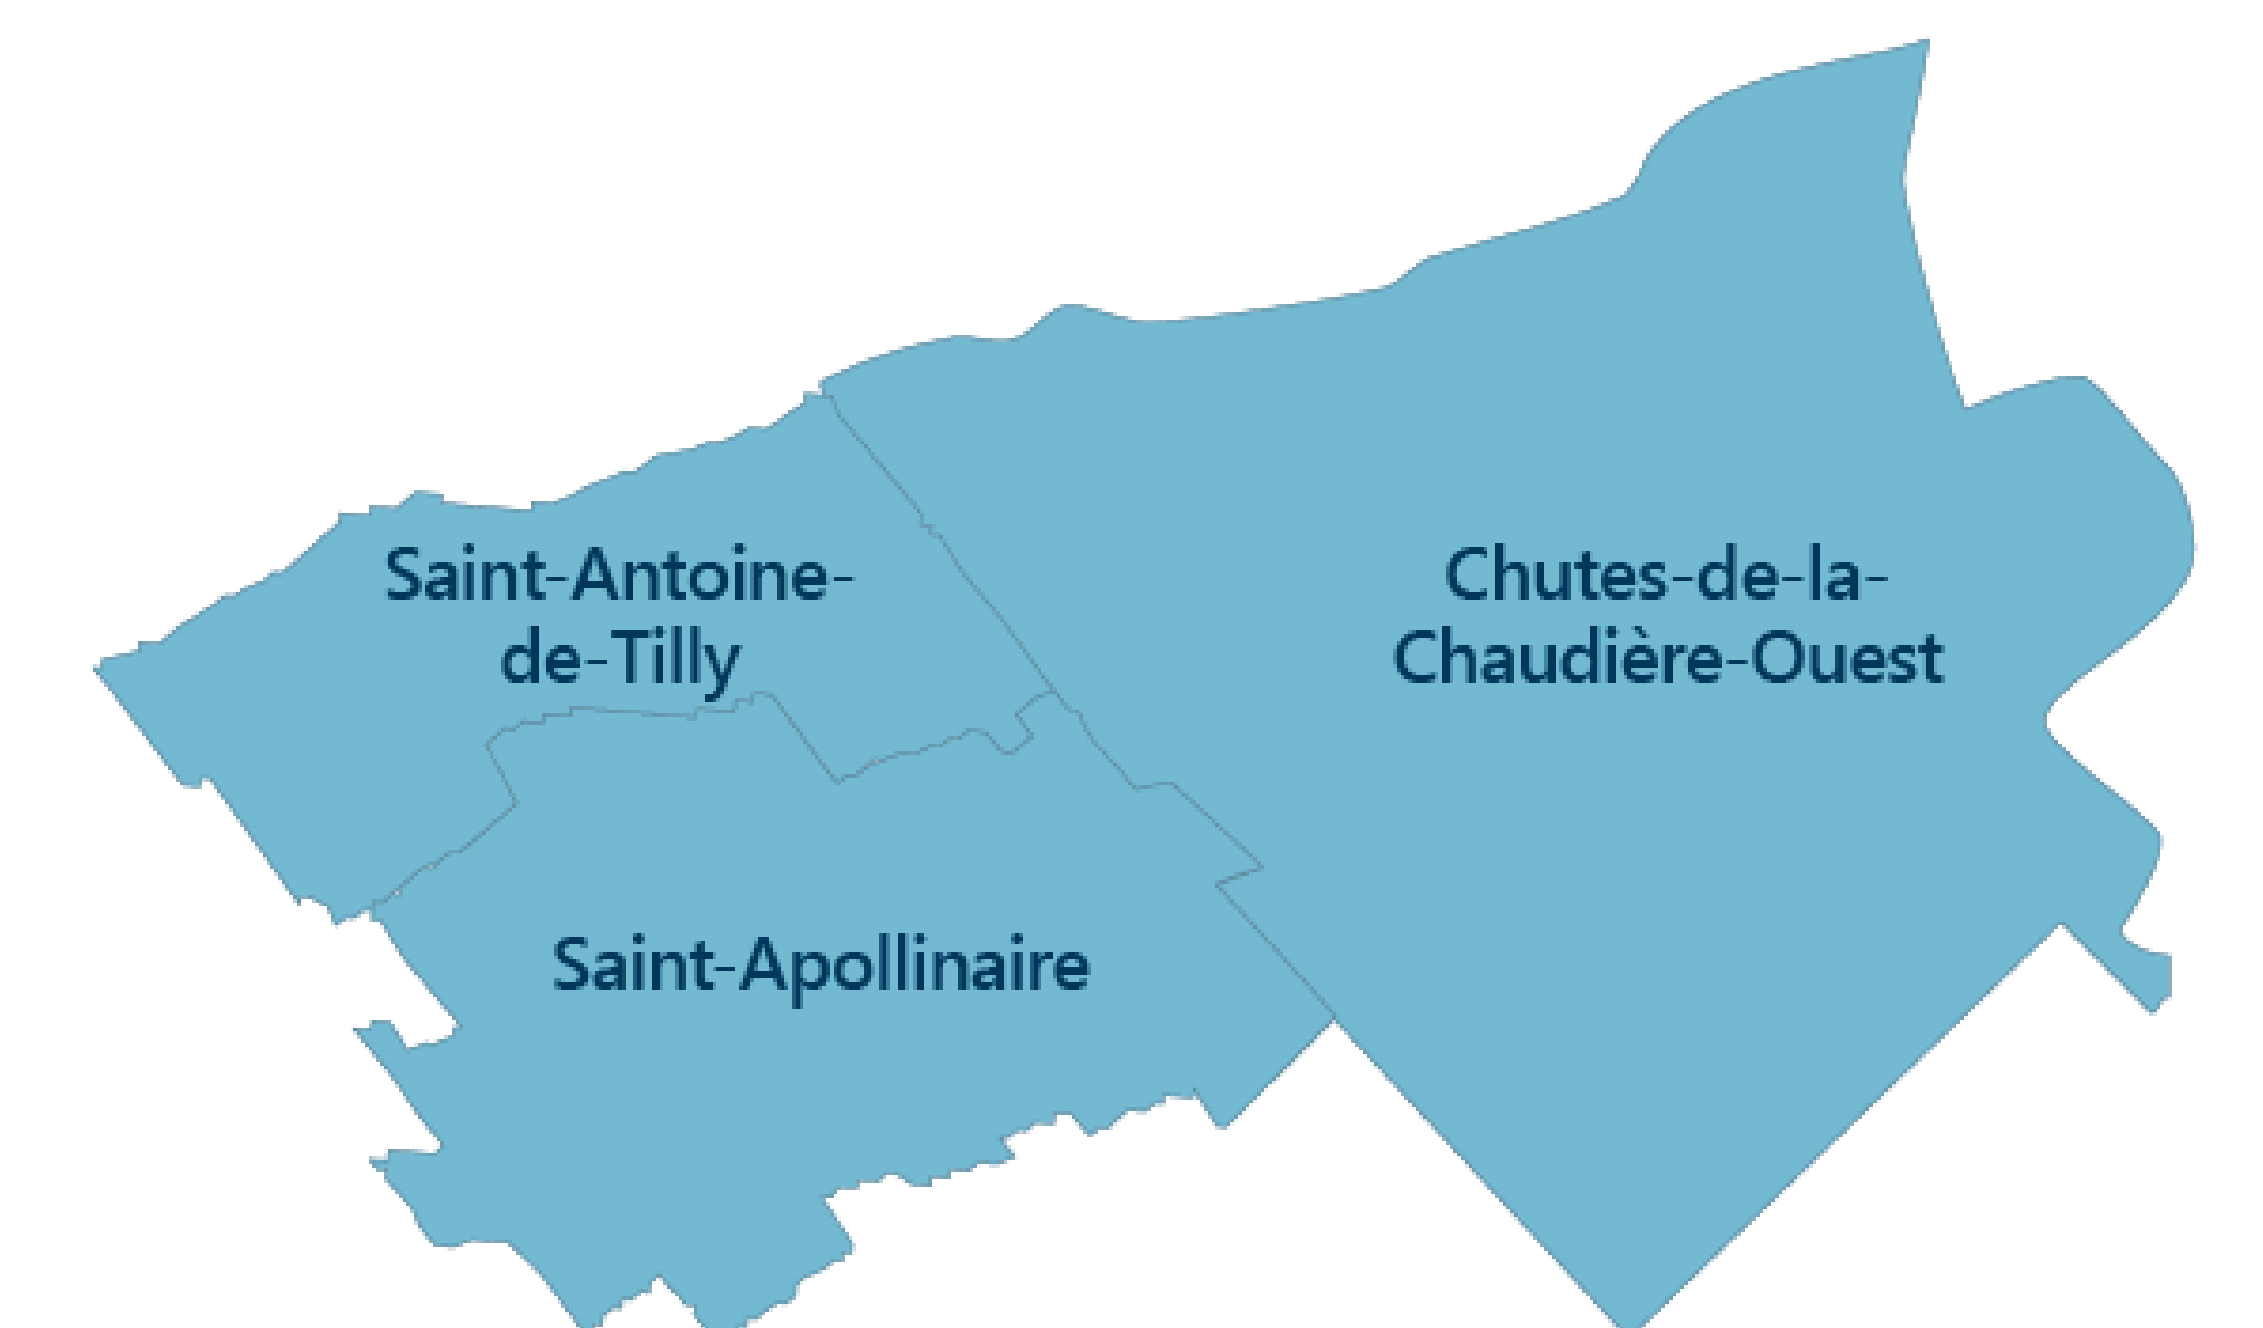 Saint-Antoine-
de-Tilly
Chutes-de-la-
Chaudière-Ouest
Saint-Apollinaire